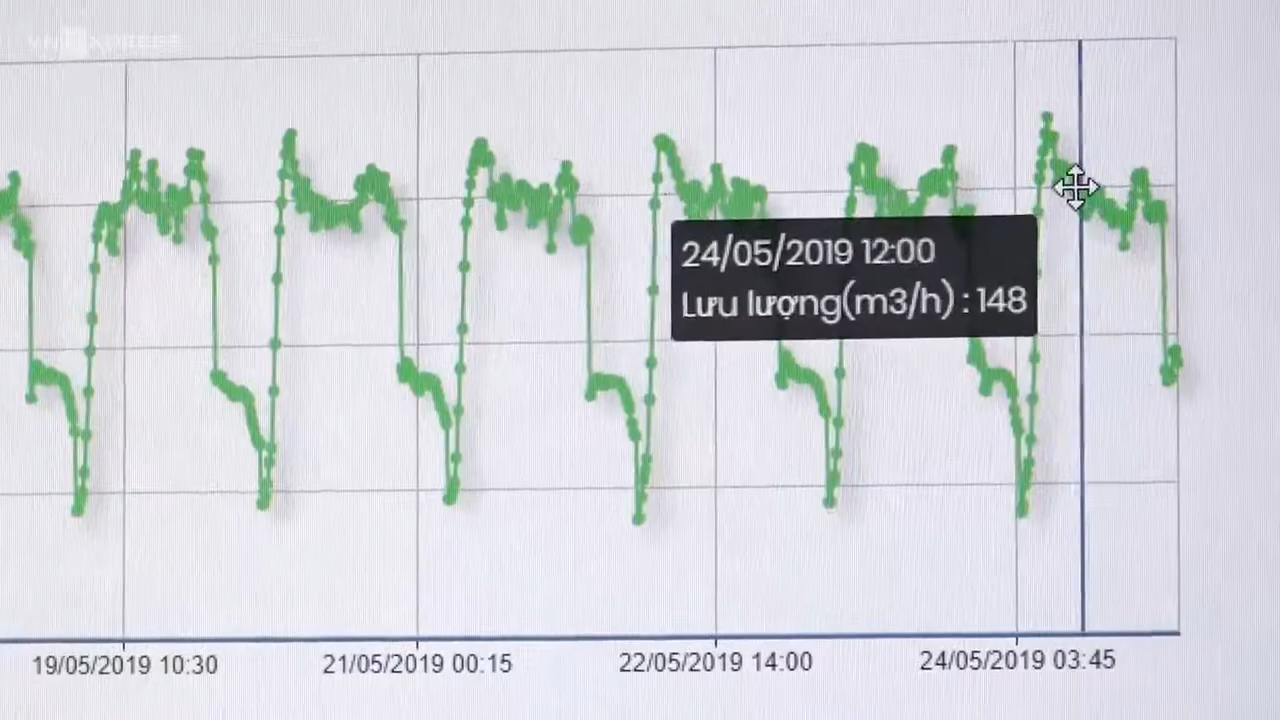 VNEXPRESS
24/05/2019 12:00
Lưu lượng(m3/h) : 148
19/05/2019 10:30
21/05/2019 00:15
22/05/2019 14:00
24/05/2019 03:45